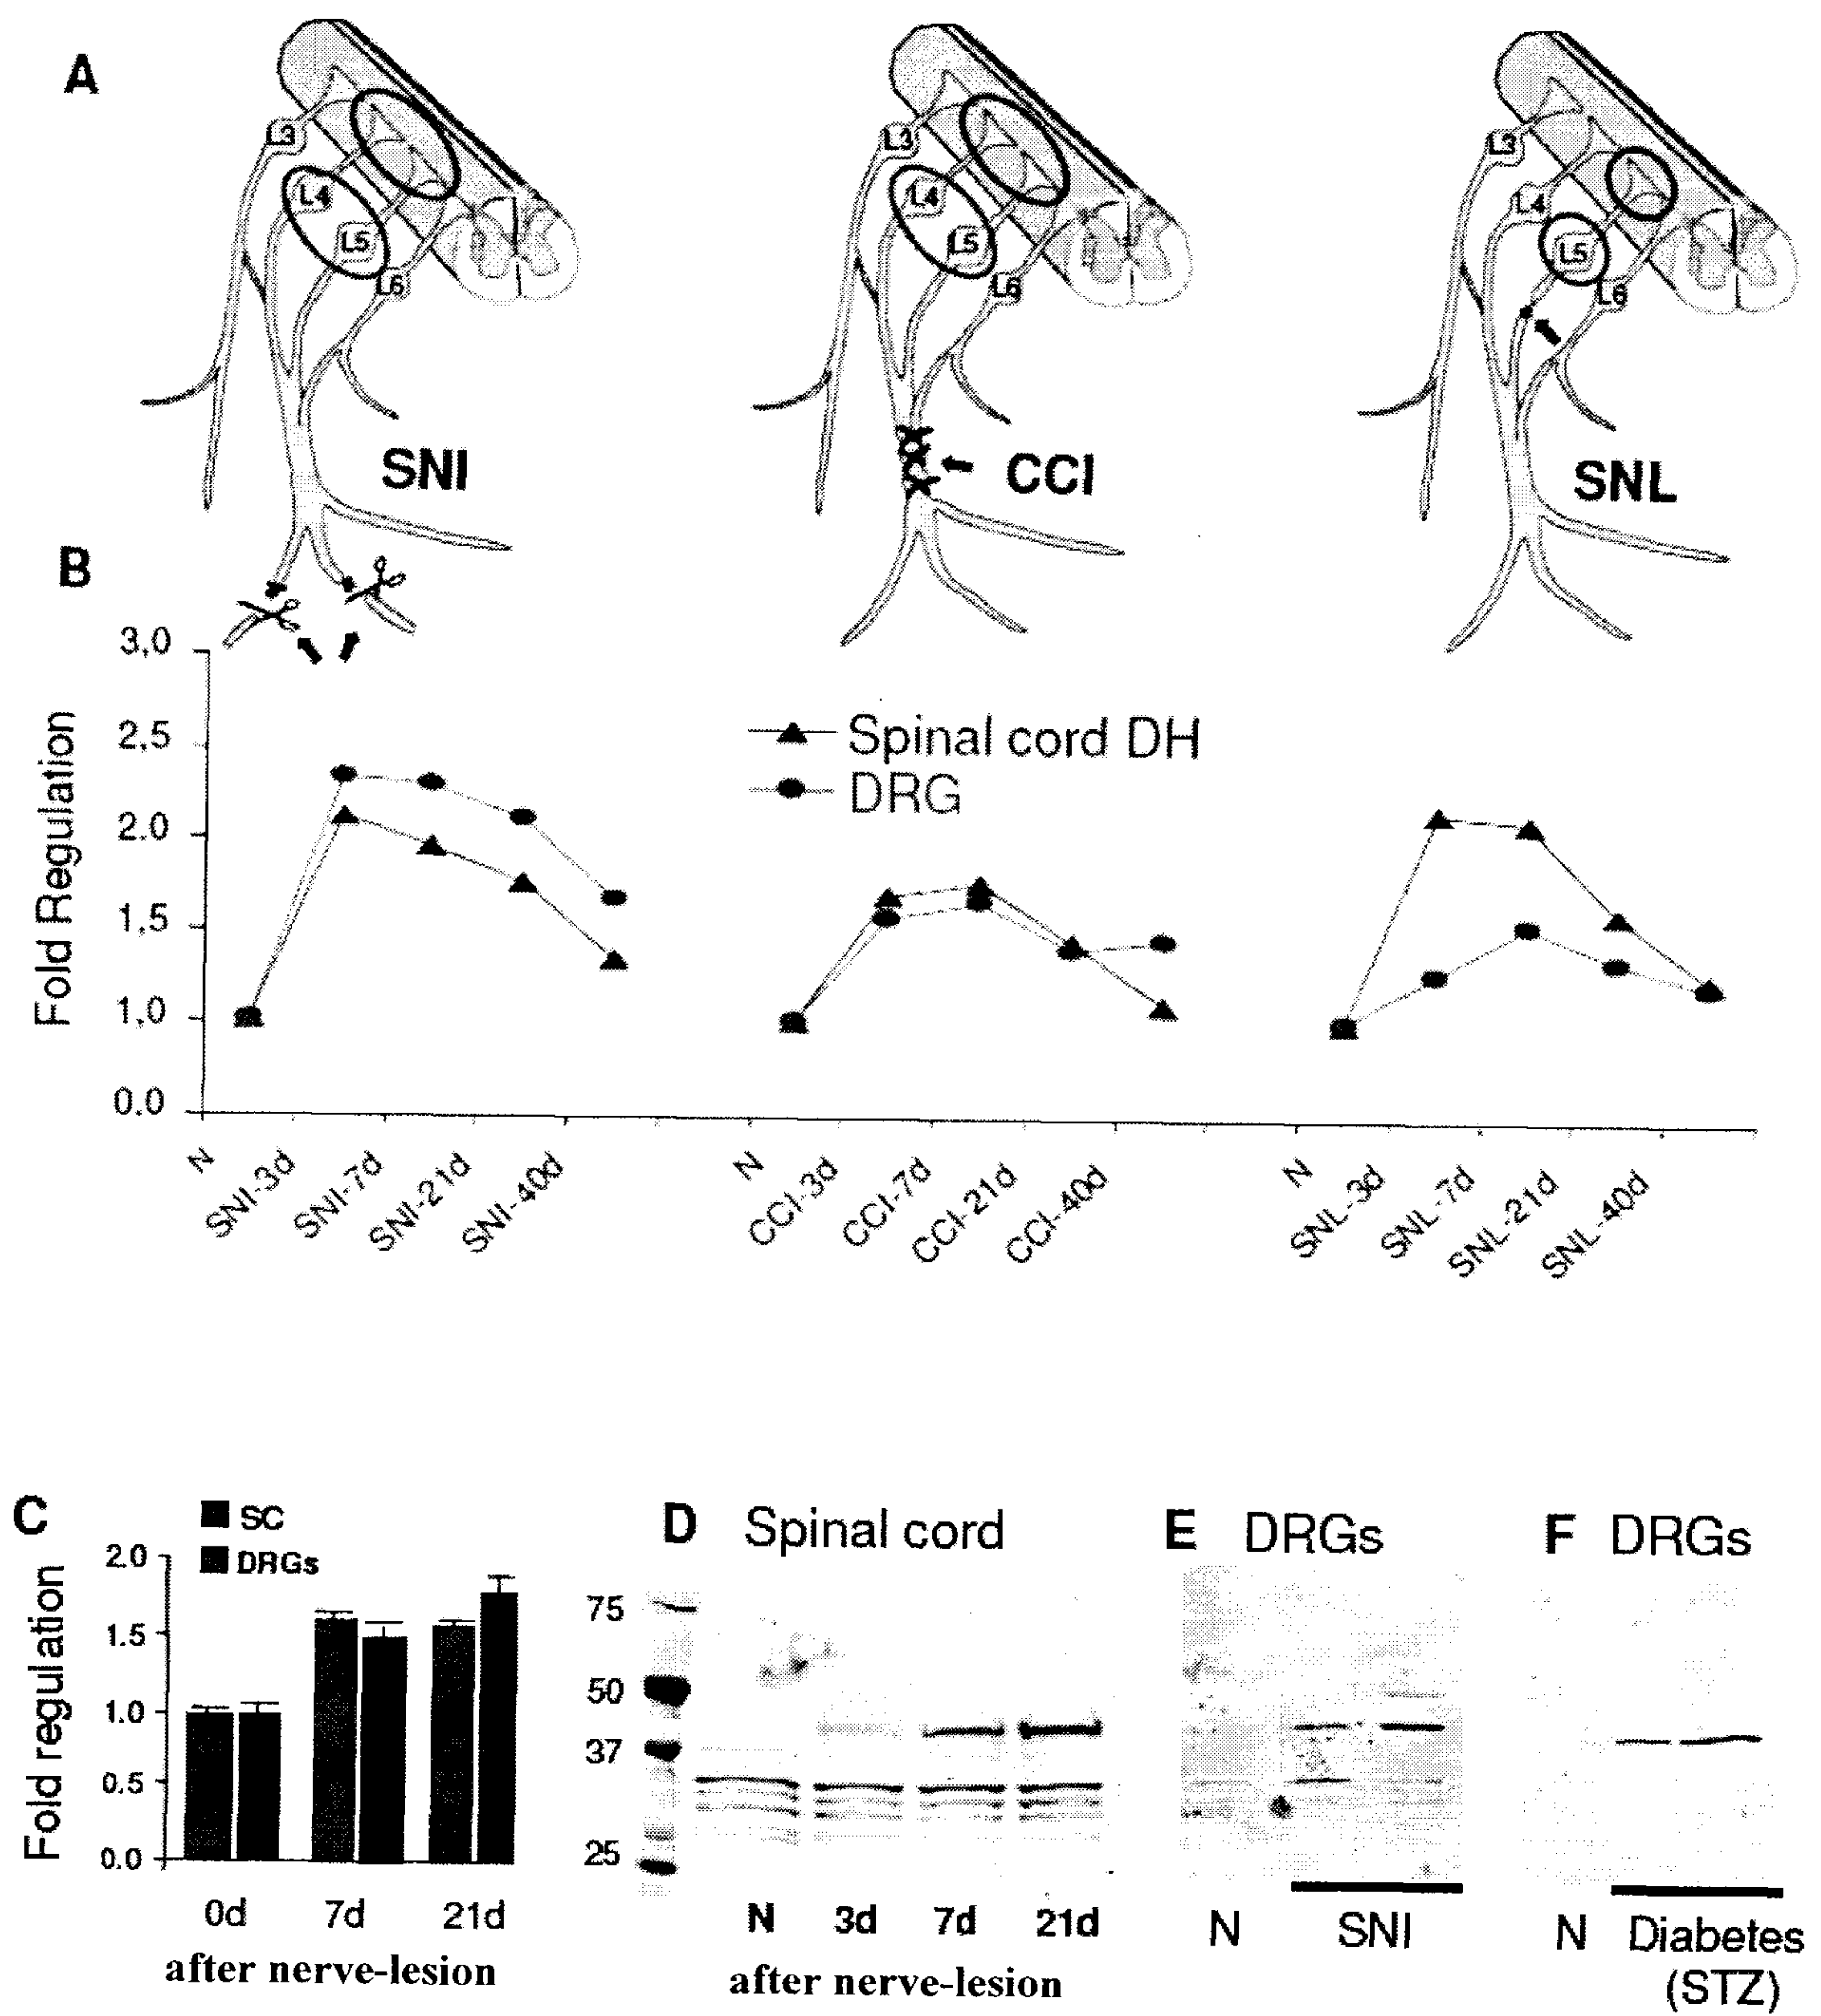 A
L3
L4
L5
L6
SNI
L3
L4
L5
L6
CCI
L3
L4
L5
L6
SNL
B
Fold Regulation
3,0
2,5
2.0
1,5
1,0
0.0
Spinal cord DH
DRG
N
SNI-3d
SNI-7d
SNI-21d
SNI-40d
N
CCI-3d
CCI-7d
CCI-21d
CCI-40d
N
SNL-3d
SNL-7d
SNL-21d
SNL-40d
C
SC
DRGs
Fold regulation
2.0
1.5
1.0
0.5
0.0
0d 7d 21d
after nerve-lesion
D Spinal cord
75
50
37
25
N 3d 7d 21d
after nerve-lesion
E DRGs
N SNI
F DRGs
N Diabetes
(STZ)